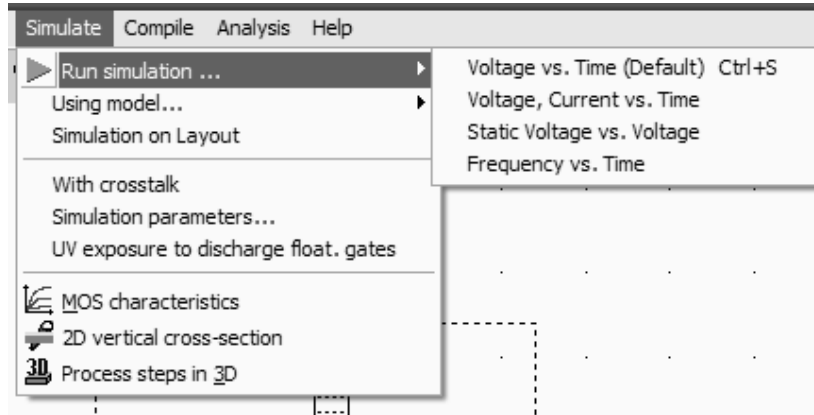 Simulate Compile Analysis Help
Run simulation ...
Using model...
Simulation on Layout
With crosstalk
Simulation parameters...
UV exposure to discharge float. gates
MOS characteristics
2D vertical cross-section
3D Process steps in 3D
Voltage vs. Time (Default) Ctrl+S
Voltage, Current vs. Time
Static Voltage vs. Voltage
Frequency vs. Time